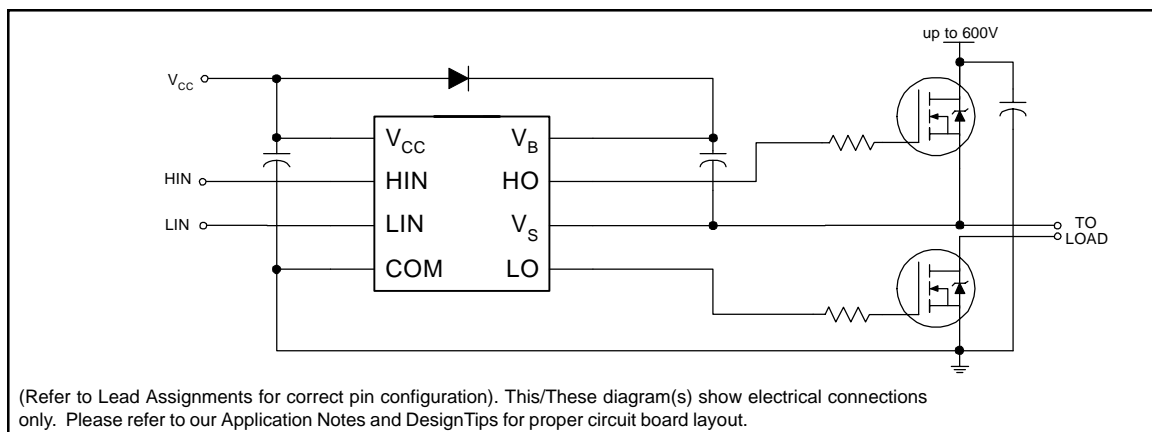 up to 600V
VCC
VCC VB
HIN HIN HO
LIN LIN VS TO
LOAD
COM LO
(Refer to Lead Assignments for correct pin configuration). This/These diagram(s) show electrical connections
only. Please refer to our Application Notes and DesignTips for proper circuit board layout.